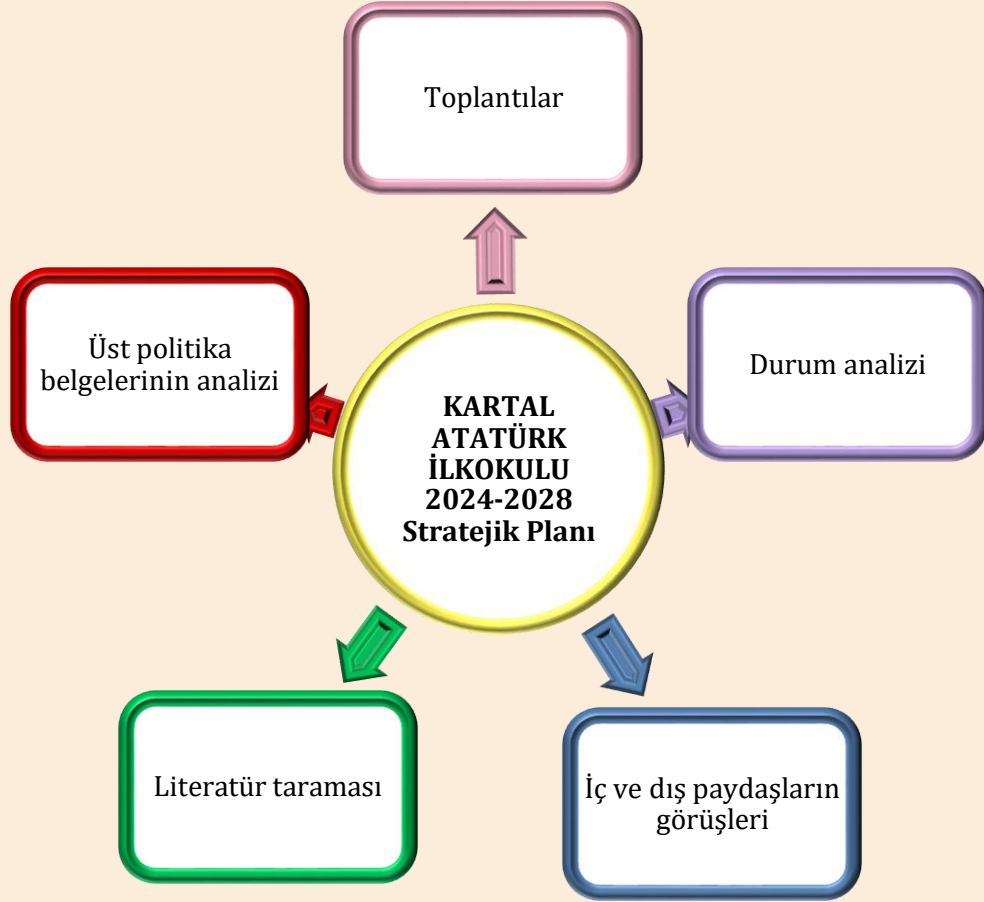 Toplantılar
Üst politika
belgelerinin analizi
Durum analizi
KARTAL
ATATÜRK
İLKOKULU
2024-2028
Stratejik Planı
Literatür taraması
İç ve dış paydaşların
görüşleri